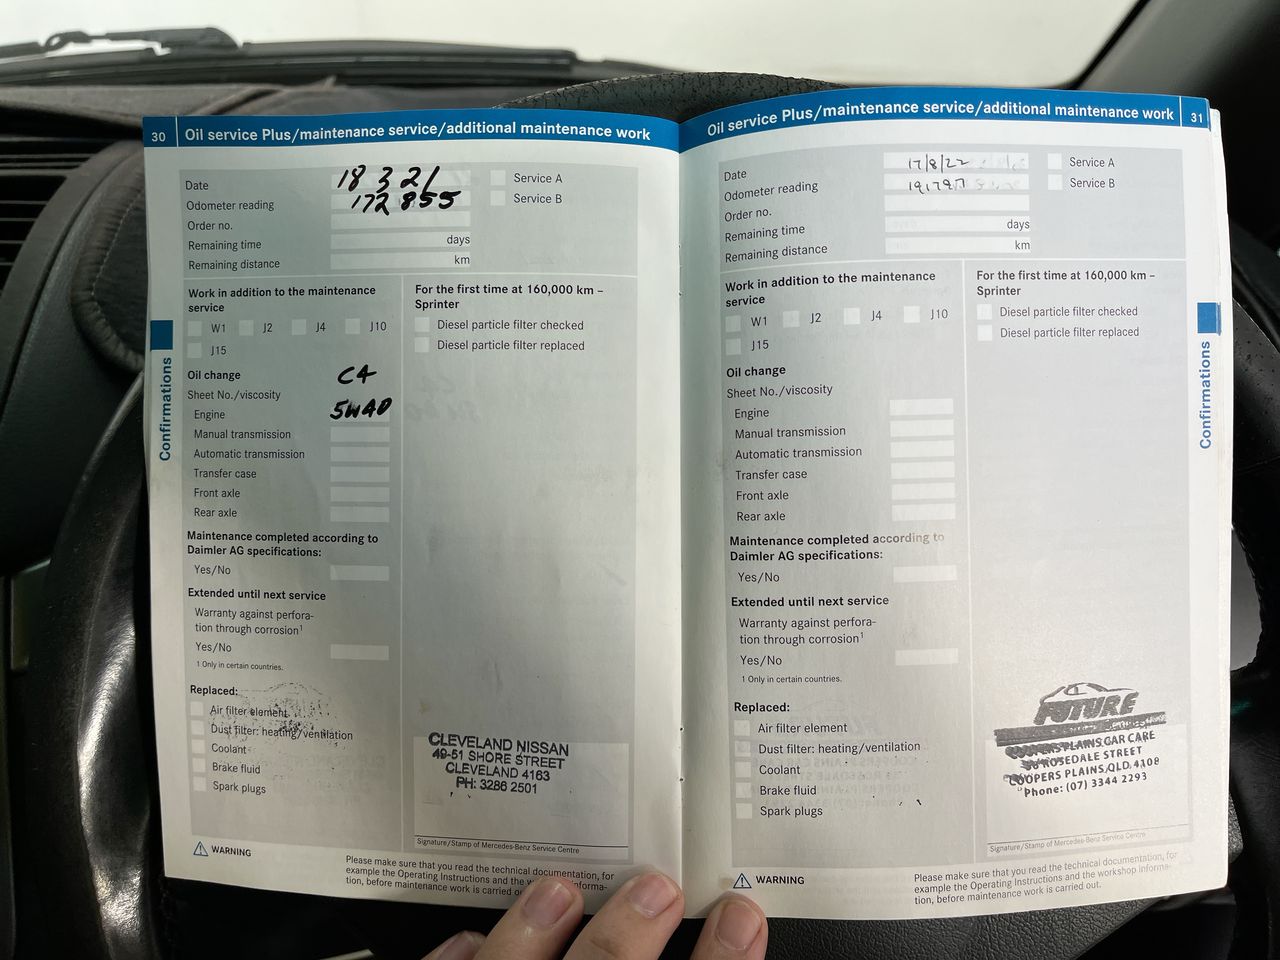 30 Oil service Plus/maintenance service/additional maintenance work
Date 18 3 21
Service A
Odometer reading 172 855
Service B
Order no.
Remaining time days
Remaining distance km
Work in addition to the maintenance
service
W1 J2 J4 J10
J15
Oil change C4
Sheet No./viscosity
Engine 5W40
Manual transmission
Automatic transmission
Transfer case
Front axle
Rear axle
Maintenance completed according to
Daimler AG specifications:
Yes/No
Extended until next service
Warranty against perfora-
tion through corrosion¹
Yes/No
1 Only in certain countries.
Replaced:
Air filter element
Dust filter: heating/ventilation
Coolant
Brake fluid
Spark plugs
For the first time at 160,000 km –
Sprinter
Diesel particle filter checked
Diesel particle filter replaced
CLEVELAND NISSAN
49-51 SHORE STREET
CLEVELAND 4163
PH: 3286 2501
Signature/Stamp of Mercedes-Benz Service Centre
WARNING
Please make sure that you read the technical documentation, for
example the Operating Instructions and the workshop informa-
tion, before maintenance work is carried out.
Confirmations
Oil service Plus/maintenance service/additional maintenance work 31
Date 17/8/22
Service A
Odometer reading 191797
Service B
Order no.
Remaining time days
Remaining distance km
Work in addition to the maintenance
service
W1 J2 J4 J10
J15
Oil change
Sheet No./viscosity
Engine
Manual transmission
Automatic transmission
Transfer case
Front axle
Rear axle
Maintenance completed according to
Daimler AG specifications:
Yes/No
Extended until next service
Warranty against perfora-
tion through corrosion¹
Yes/No
1 Only in certain countries.
Replaced:
Air filter element
Dust filter: heating/ventilation
Coolant
Brake fluid
Spark plugs
For the first time at 160,000 km –
Sprinter
Diesel particle filter checked
Diesel particle filter replaced
FUTURE
COOPERS PLAINS CAR CARE
ROSEDALE STREET
COOPERS PLAINS, QLD. 4108
Phone: (07) 3344 2293
Signature/Stamp of Mercedes-Benz Service Centre
WARNING
Please make sure that you read the technical documentation, for
example the Operating Instructions and the workshop informa-
tion, before maintenance work is carried out.
Confirmations